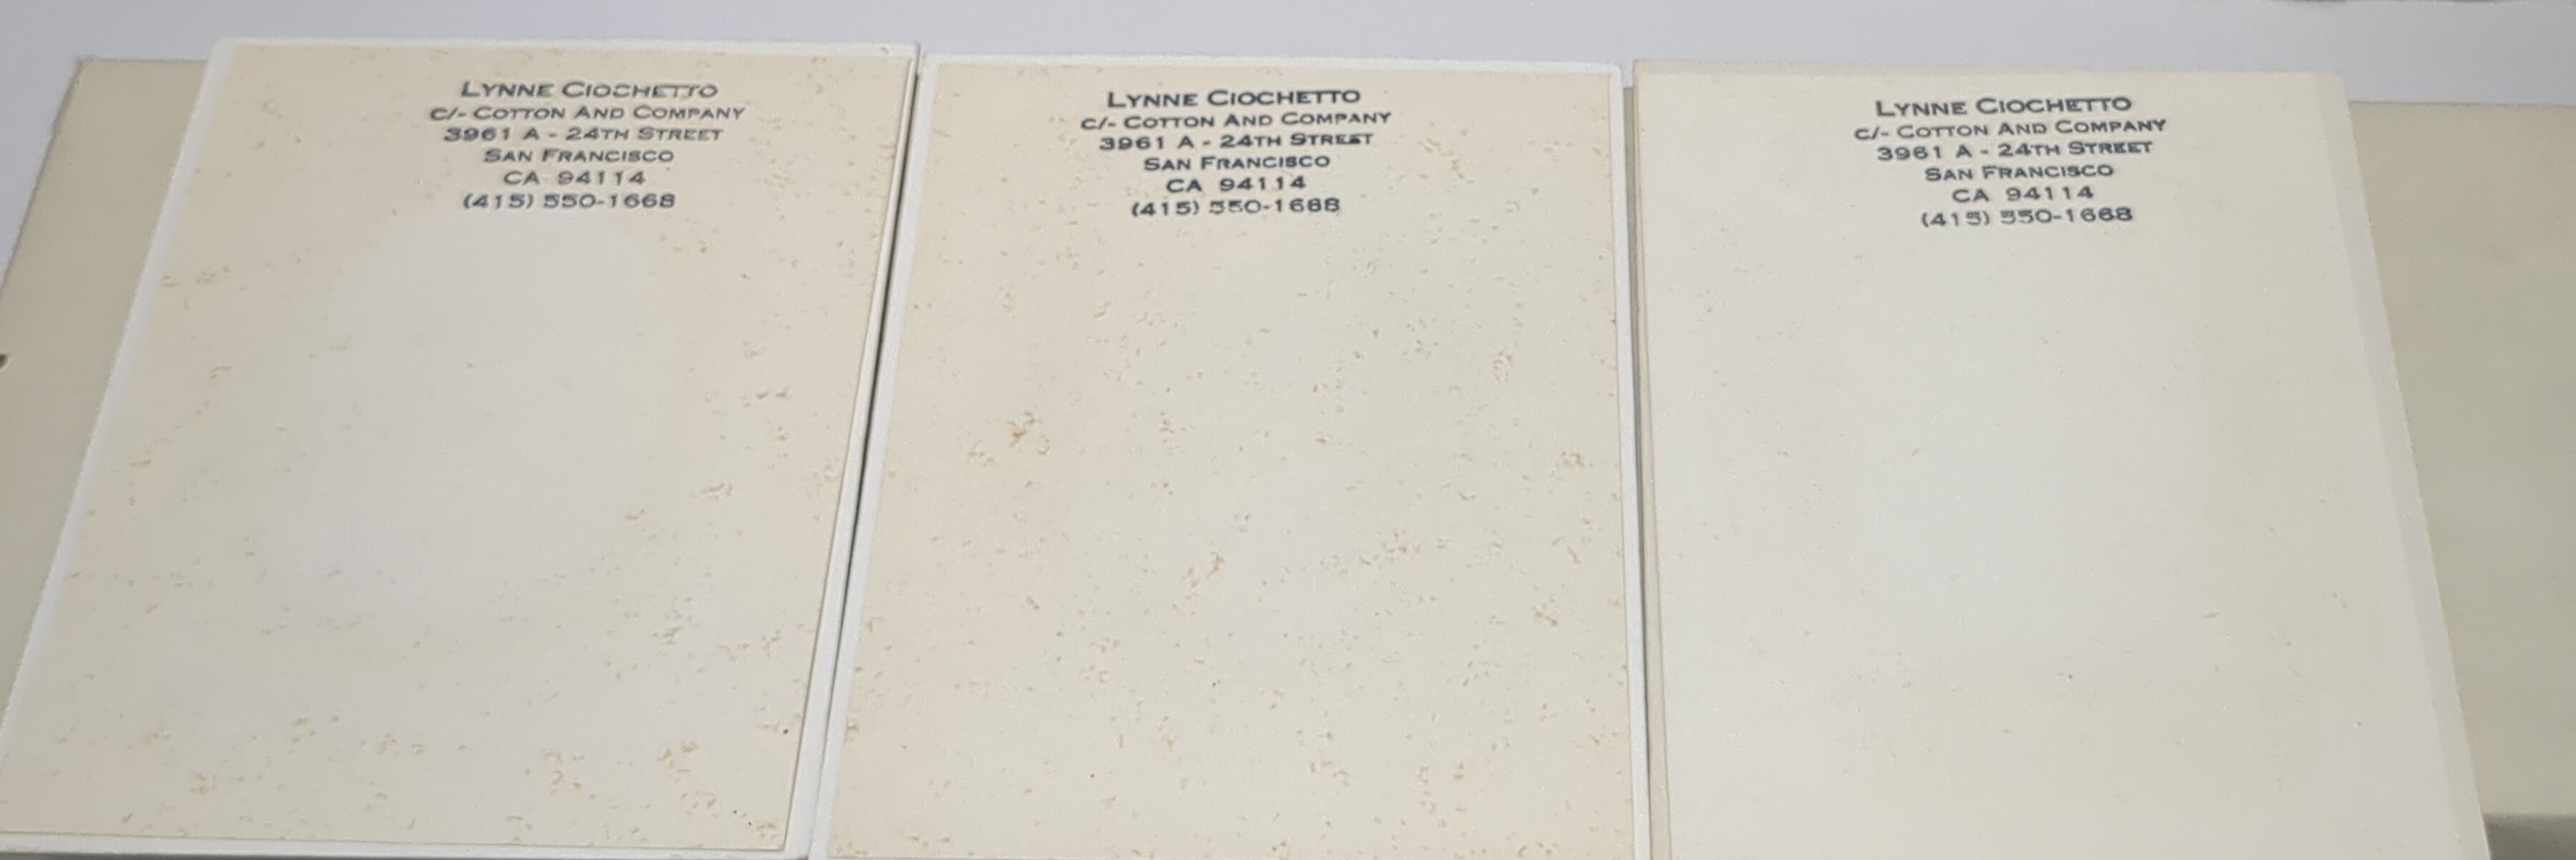 LYNNE CIOCHETTO
C/- COTTON AND COMPANY
3961 A - 24TH STREET
SAN FRANCISCO
CA 94114
(415) 550-1668
LYNNE CIOCHETTO
C/- COTTON AND COMPANY
3961 A - 24TH STREET
SAN FRANCISCO
CA 94114
(415) 550-1668
LYNNE CIOCHETTO
C/- COTTON AND COMPANY
3961 A - 24TH STREET
SAN FRANCISCO
CA 94114
(415) 550-1668